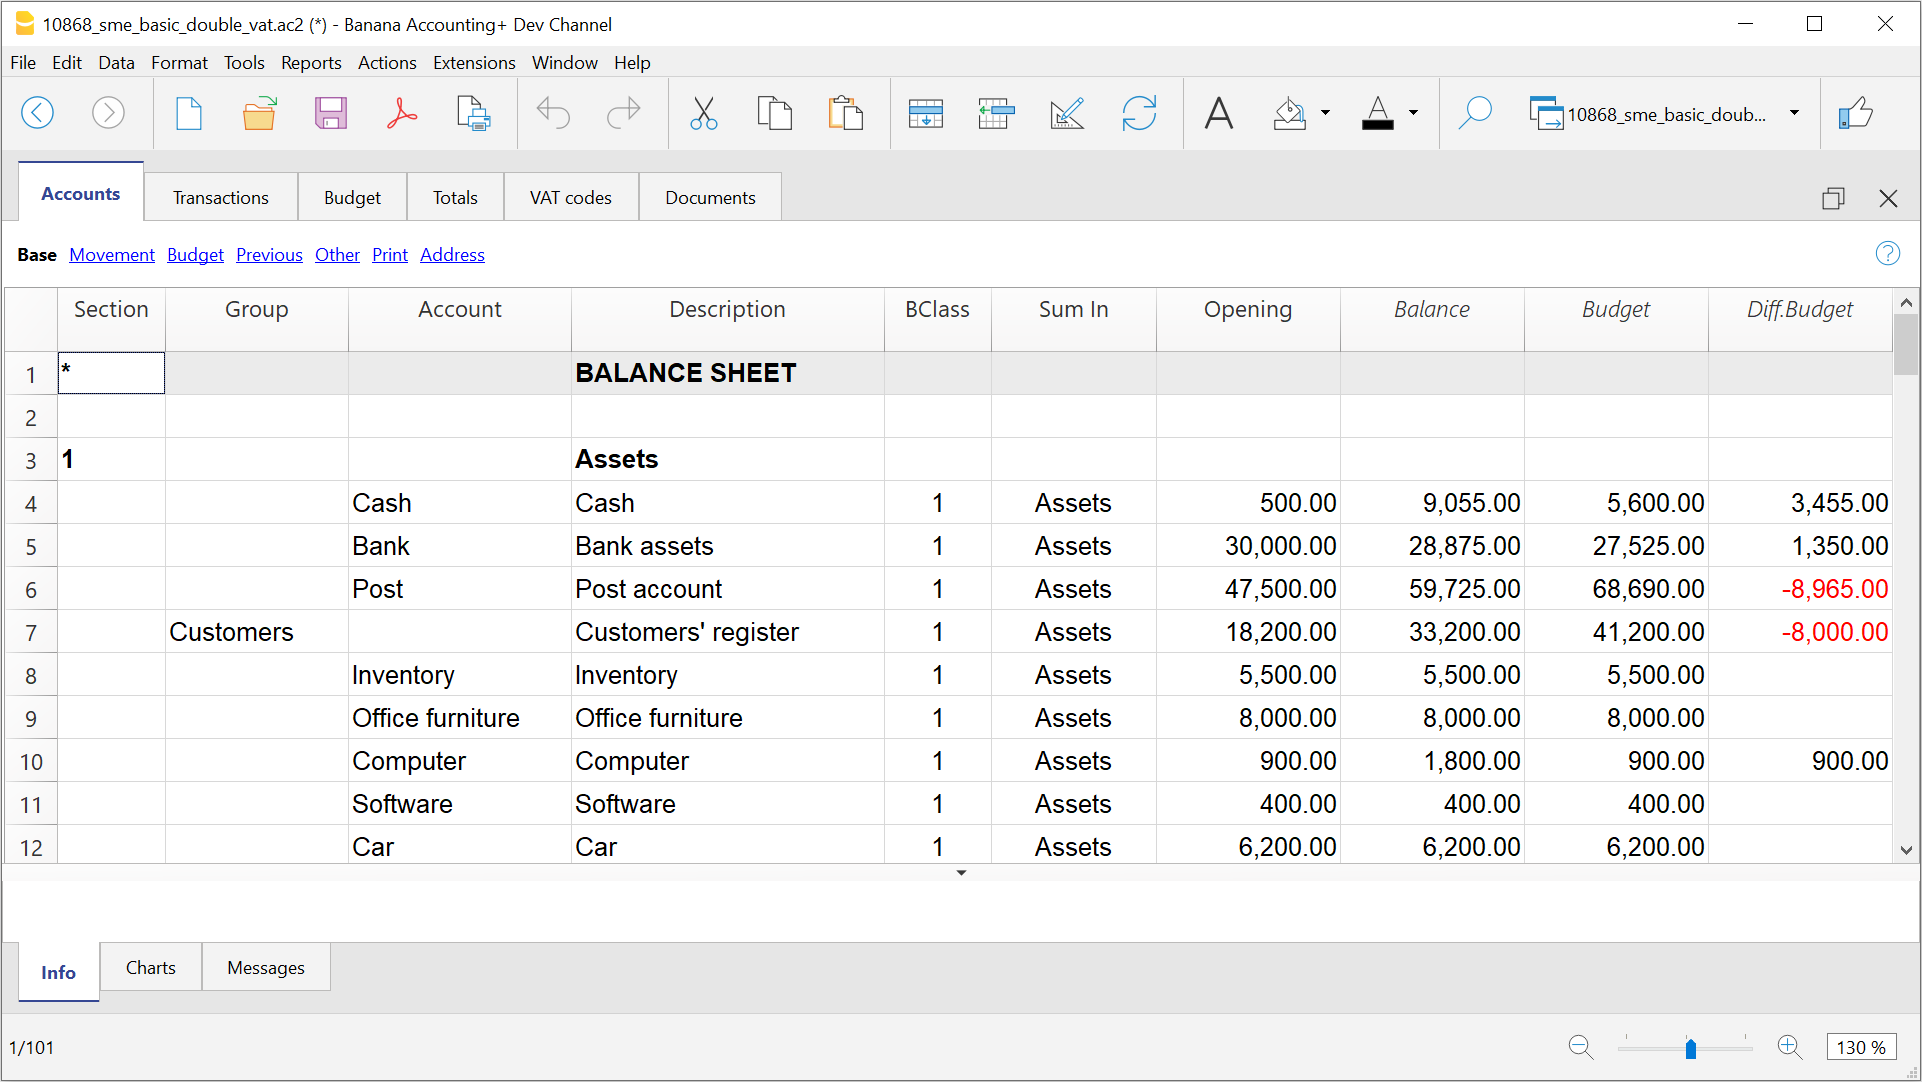 10868_sme_basic_double_vat.ac2 (*) - Banana Accounting+ Dev Channel
File Edit Data Format Tools Reports Actions Extensions Window Help
10868_sme_basic_doub...
Accounts Transactions Budget Totals VAT codes Documents
Base Movement Budget Previous Other Print Address
Section Group Account Description BClass Sum In Opening Balance Budget Diff.Budget
1 * BALANCE SHEET
2
3 1 Assets
4 Cash Cash 1 Assets 500.00 9,055.00 5,600.00 3,455.00
5 Bank Bank assets 1 Assets 30,000.00 28,875.00 27,525.00 1,350.00
6 Post Post account 1 Assets 47,500.00 59,725.00 68,690.00 -8,965.00
7 Customers Customers' register 1 Assets 18,200.00 33,200.00 41,200.00 -8,000.00
8 Inventory Inventory 1 Assets 5,500.00 5,500.00 5,500.00
9 Office furniture Office furniture 1 Assets 8,000.00 8,000.00 8,000.00
10 Computer Computer 1 Assets 900.00 1,800.00 900.00 900.00
11 Software Software 1 Assets 400.00 400.00 400.00
12 Car Car 1 Assets 6,200.00 6,200.00 6,200.00
Info Charts Messages
1/101 130 %